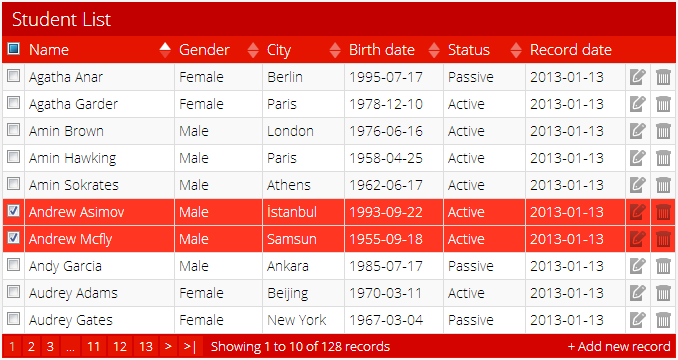 Student List
Name Gender City Birth date Status Record date
Agatha Anar Female Berlin 1995-07-17 Passive 2013-01-13
Agatha Garder Female Paris 1978-12-10 Active 2013-01-13
Amin Brown Male London 1976-06-16 Active 2013-01-13
Amin Hawking Male Paris 1958-04-25 Active 2013-01-13
Amin Sokrates Male Athens 1962-06-17 Active 2013-01-13
Andrew Asimov Male İstanbul 1993-09-22 Active 2013-01-13
Andrew Mcfly Male Samsun 1955-09-18 Active 2013-01-13
Andy Garcia Male Ankara 1985-07-17 Passive 2013-01-13
Audrey Adams Female Beijing 1970-03-11 Active 2013-01-13
Audrey Gates Female New York 1967-03-04 Passive 2013-01-13
1 2 3 ... 11 12 13 > >| Showing 1 to 10 of 128 records + Add new record